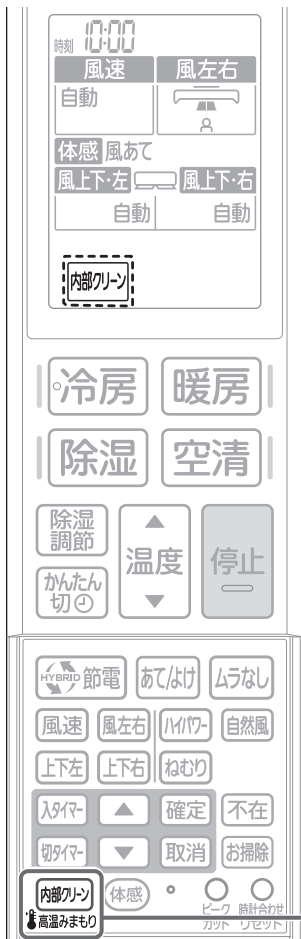 時刻 10:00
風速 風左右
自動
体感 風あて
風上下・左 風上下・右
自動 自動
内部クリーン
冷房 暖房
除湿 空清
除湿
調節
温度
停止
かんたん
切
HYBRID 節電 あて/よけ ムラなし
風速 風左右 ハイパワー 自然風
上下左 上下右 ねむり
入タイマー ▲ 確定 不在
切タイマー ▼ 取消 お掃除
内部クリーン 体感
高温みまもり
ピーク 時計合わせ
カット リセット